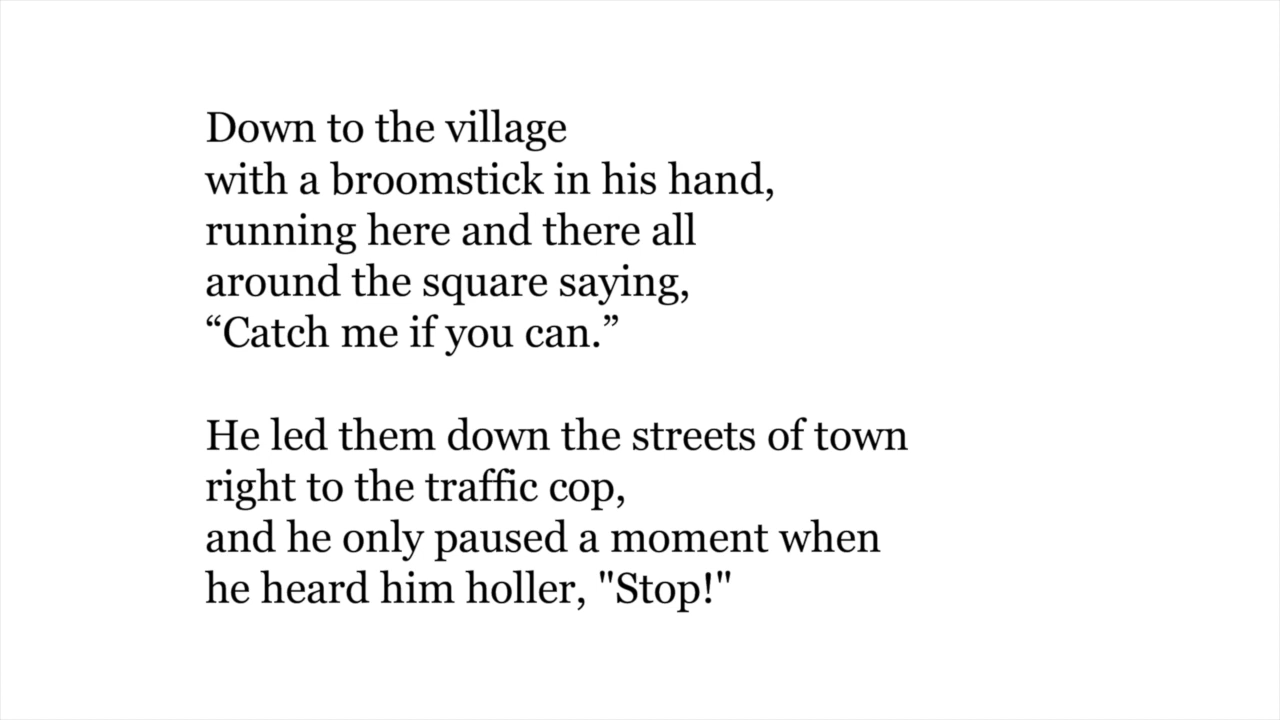 Down to the village
with a broomstick in his hand,
running here and there all
around the square saying,
“Catch me if you can.”
He led them down the streets of town
right to the traffic cop,
and he only paused a moment when
he heard him holler, "Stop!"